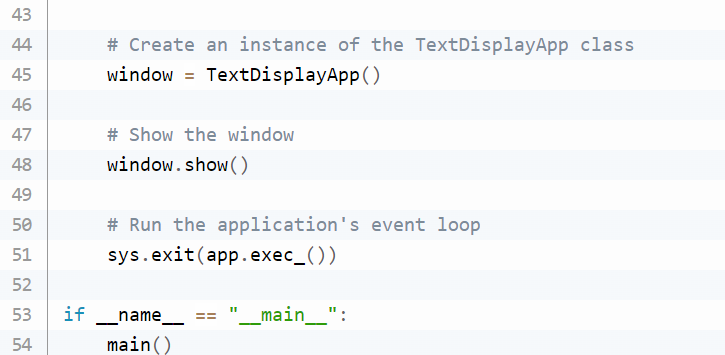 43
44 # Create an instance of the TextDisplayApp class
45 window = TextDisplayApp()
46
47 # Show the window
48 window.show()
49
50 # Run the application's event loop
51 sys.exit(app.exec_())
52
53 if __name__ == "__main__":
54 main()